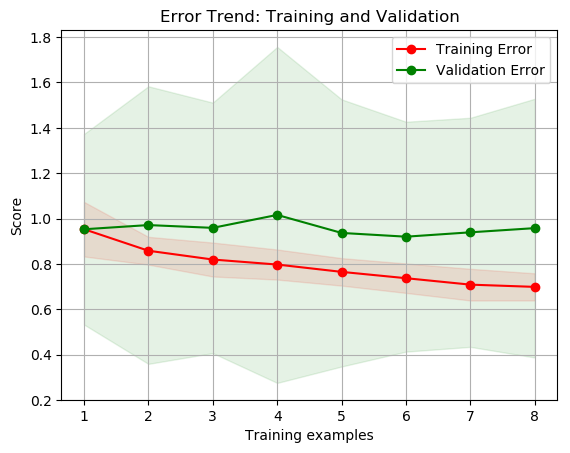 Error Trend: Training and Validation
Training Error
Validation Error
Score
1.8
1.6
1.4
1.2
1.0
0.8
0.6
0.4
0.2
1 2 3 4 5 6 7 8
Training examples